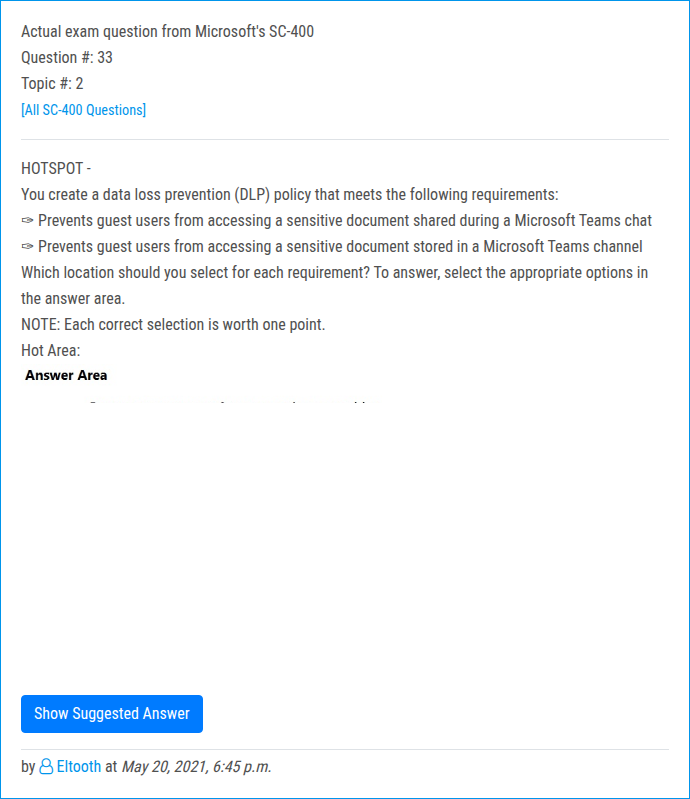 Actual exam question from Microsoft's SC-400
Question #: 33
Topic #: 2
[All SC-400 Questions]
HOTSPOT -
You create a data loss prevention (DLP) policy that meets the following requirements:
✑ Prevents guest users from accessing a sensitive document shared during a Microsoft Teams chat
✑ Prevents guest users from accessing a sensitive document stored in a Microsoft Teams channel
Which location should you select for each requirement? To answer, select the appropriate options in
the answer area.
NOTE: Each correct selection is worth one point.
Hot Area:
Answer Area
Show Suggested Answer
by Eltooth at May 20, 2021, 6:45 p.m.